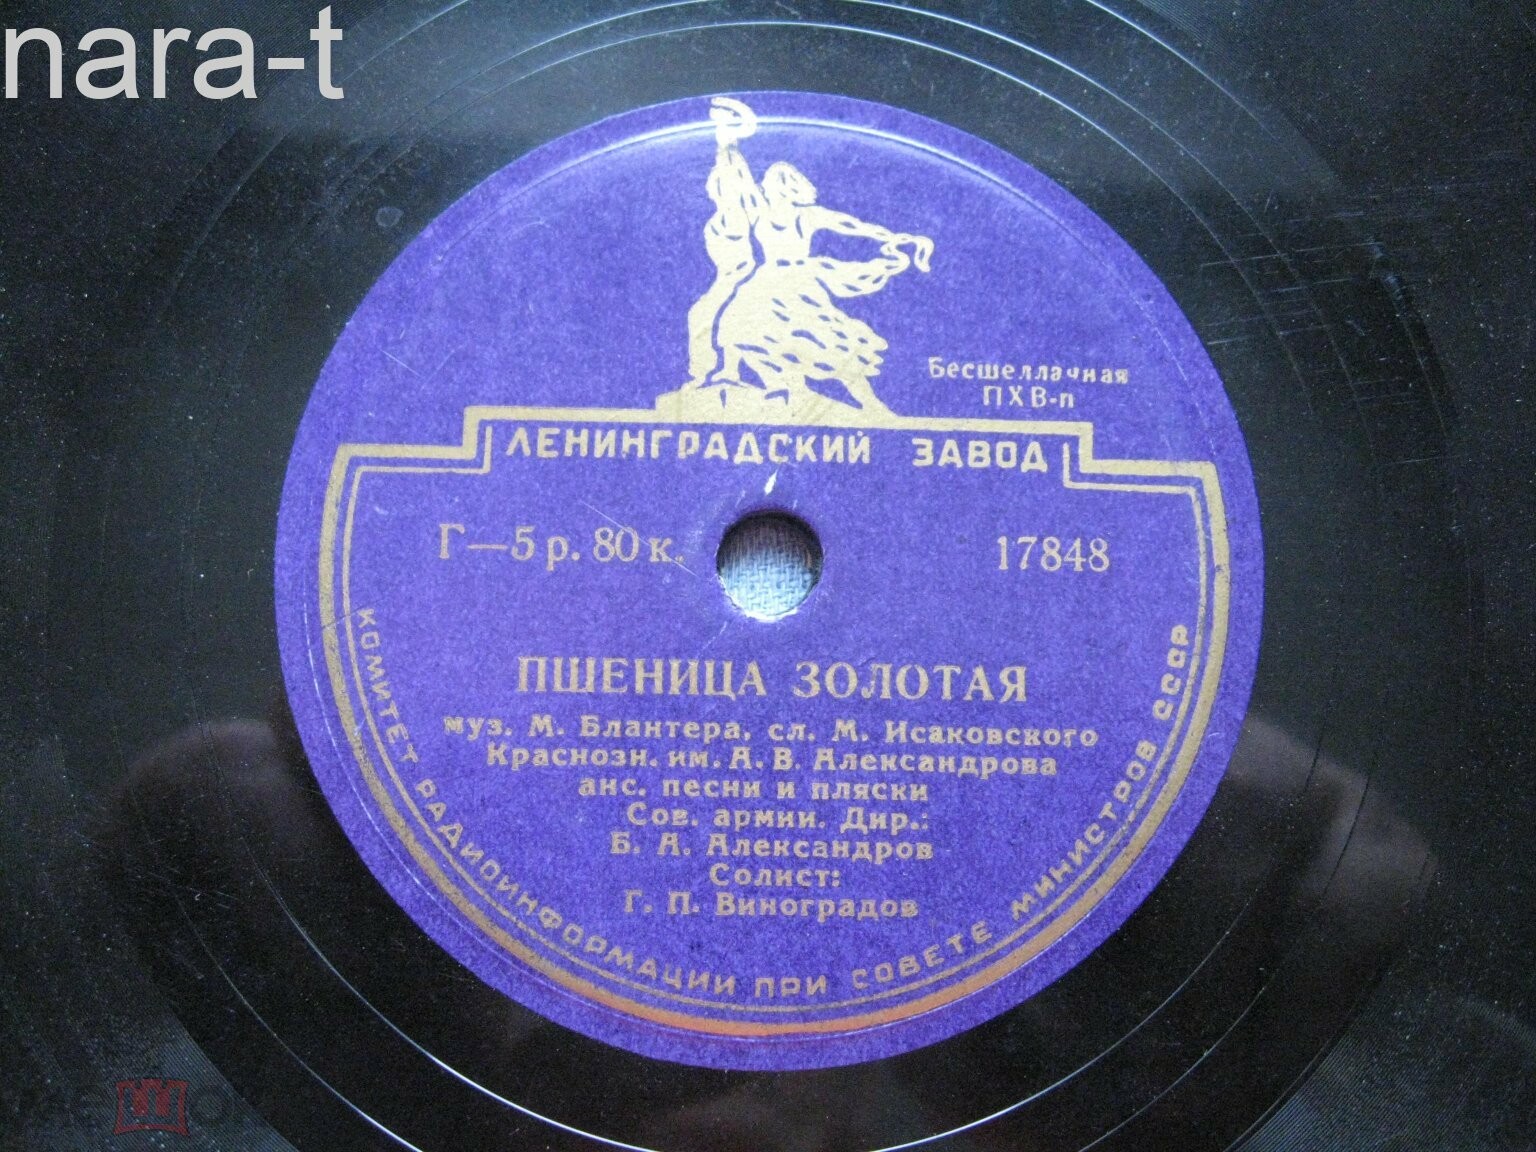 nara-t
Бесшеллачная
ПХВ-п
ЛЕНИНГРАДСКИЙ ЗАВОД
Г—5 р. 80 к.
17848
ПШЕНИЦА ЗОЛОТАЯ
муз. М. Блантера, сл. М. Исаковского
Краснозн. им. А. В. Александрова
анс. песни и пляски
Сов. армии. Дир.:
Б. А. Александров
Солист:
Г. П. Виноградов
КОМИТЕТ РАДИОИНФОРМАЦИИ ПРИ СОВЕТЕ МИНИСТРОВ СССР